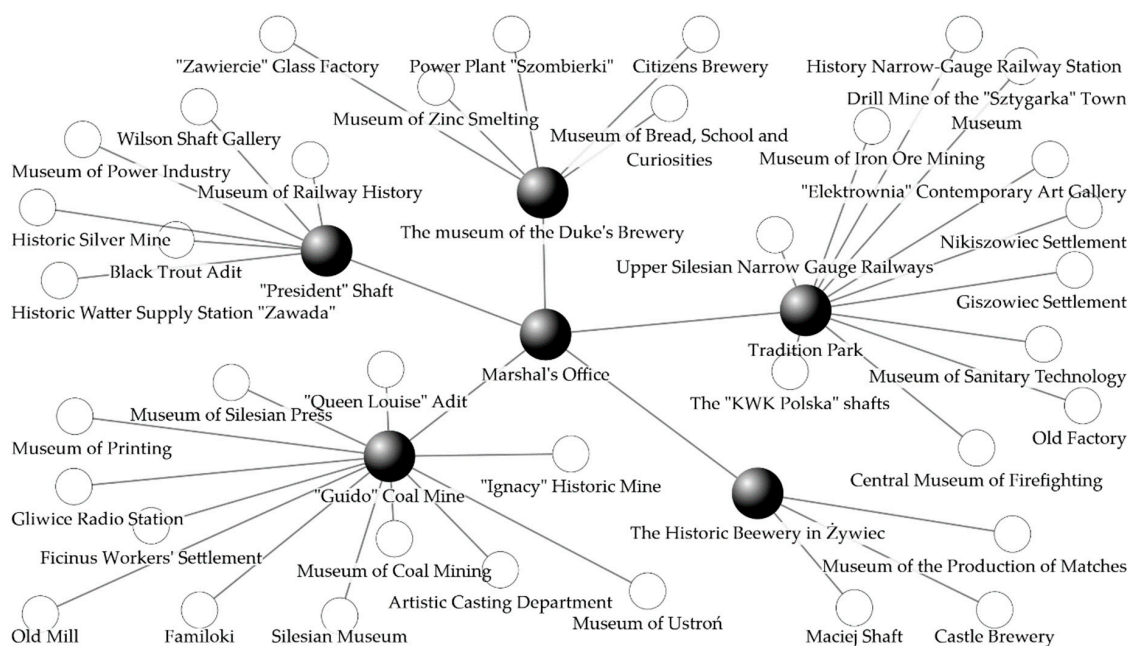 "Zawiercie" Glass Factory
Power Plant "Szombierki"
Citizens Brewery
History Narrow-Gauge Railway Station
Museum of Zinc Smelting
Drill Mine of the "Sztygarka" Town
Museum
Wilson Shaft Gallery
Museum of Bread, School and
Curiosities
Museum of Iron Ore Mining
Museum of Power Industry
Museum of Railway History
"Elektrownia" Contemporary Art Gallery
Historic Silver Mine
The museum of the Duke's Brewery
Nikiszowiec Settlement
Black Trout Adit
Upper Silesian Narrow Gauge Railways
"President" Shaft
Giszowiec Settlement
Historic Watter Supply Station "Zawada"
Tradition Park
Marshal's Office
Museum of Sanitary Technology
"Queen Louise" Adit
The "KWK Polska" shafts
Museum of Silesian Press
Old Factory
Museum of Printing
Central Museum of Firefighting
"Guido" Coal Mine
"Ignacy" Historic Mine
Gliwice Radio Station
The Historic Beewery in Żywiec
Ficinus Workers' Settlement
Museum of Coal Mining
Museum of the Production of Matches
Artistic Casting Department
Museum of Ustroń
Old Mill
Familoki
Silesian Museum
Maciej Shaft
Castle Brewery